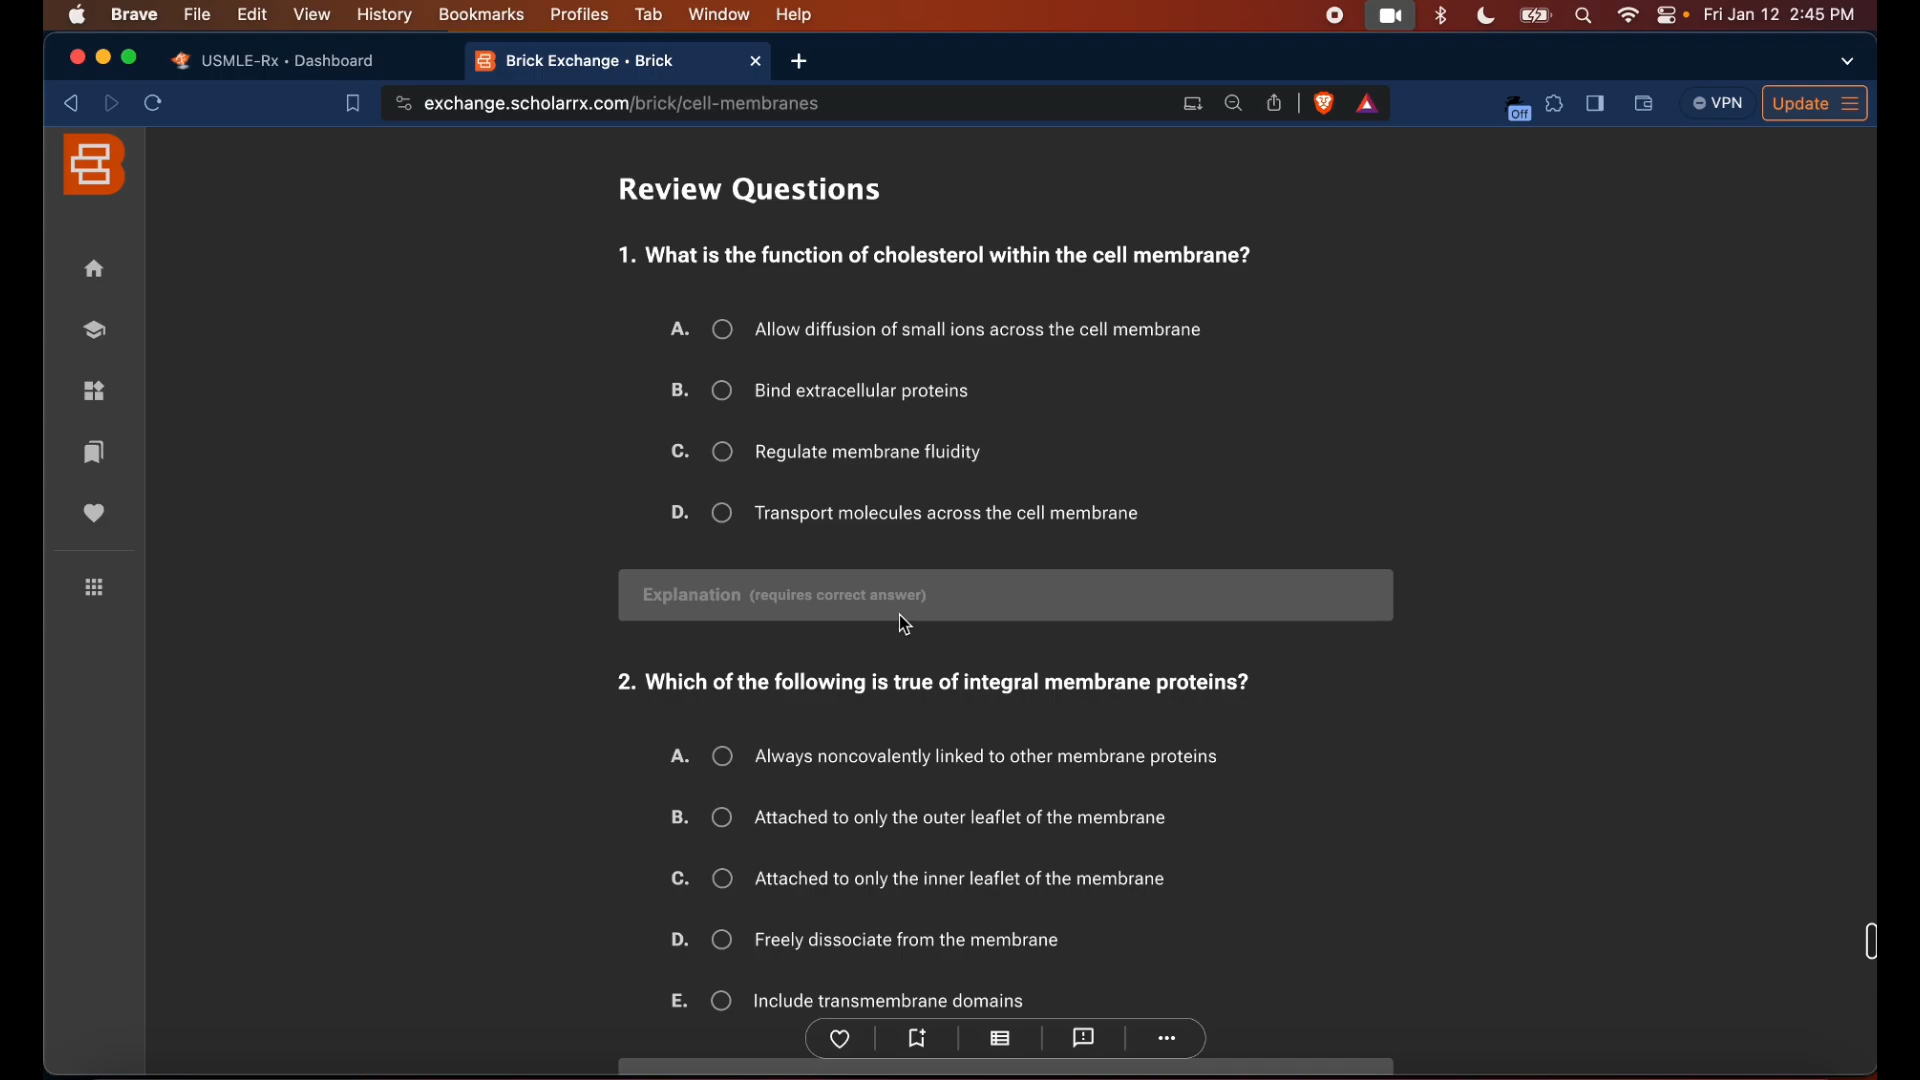 Brave File Edit View History Bookmarks Profiles Tab Window Help Fri Jan 12 2:45 PM
USMLE-Rx • Dashboard Brick Exchange • Brick
exchange.scholarrx.com/brick/cell-membranes Off VPN Update
Review Questions
1. What is the function of cholesterol within the cell membrane?
A. Allow diffusion of small ions across the cell membrane
B. Bind extracellular proteins
C. Regulate membrane fluidity
D. Transport molecules across the cell membrane
Explanation (requires correct answer)
2. Which of the following is true of integral membrane proteins?
A. Always noncovalently linked to other membrane proteins
B. Attached to only the outer leaflet of the membrane
C. Attached to only the inner leaflet of the membrane
D. Freely dissociate from the membrane
E. Include transmembrane domains